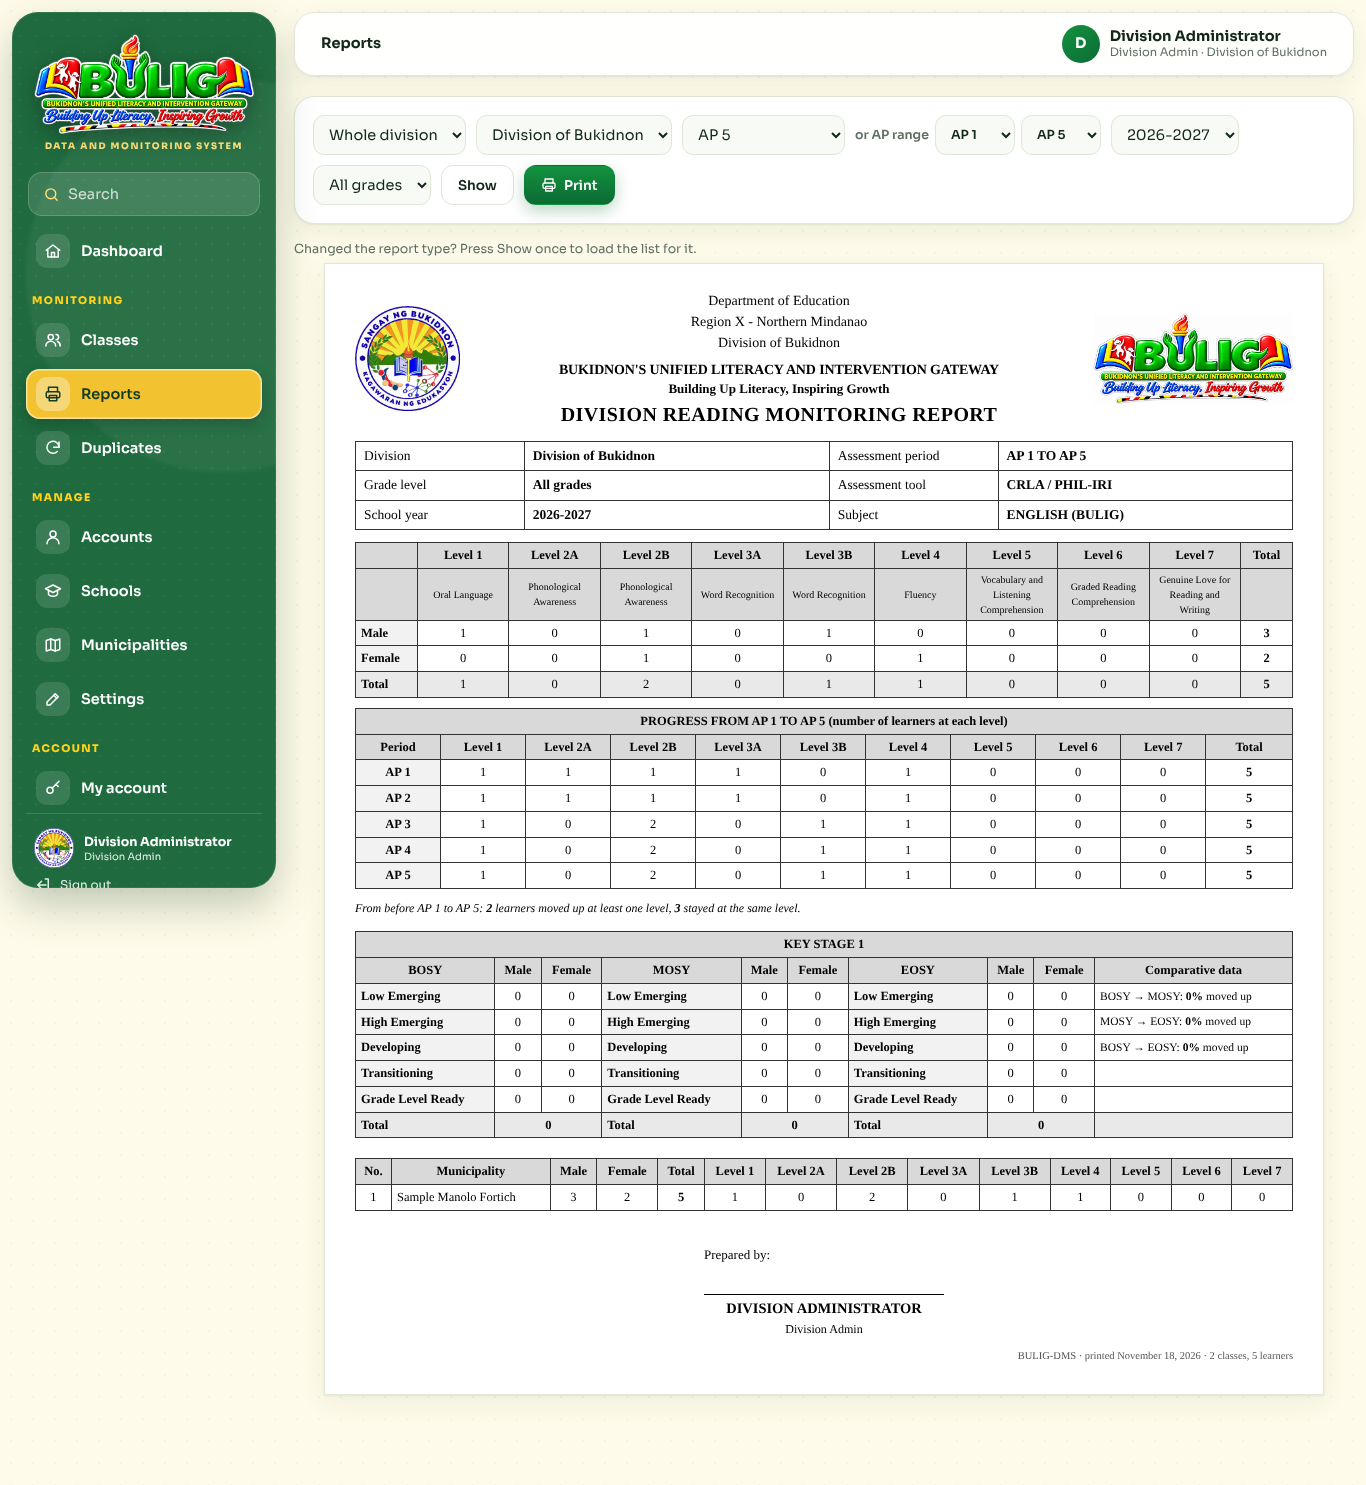 BULIG
BUKIDNON'S UNIFIED LITERACY AND INTERVENTION GATEWAY
Building Up Literacy, Inspiring Growth
DATA AND MONITORING SYSTEM
Search
Dashboard
MONITORING
Classes
Reports
Duplicates
MANAGE
Accounts
Schools
Municipalities
Settings
ACCOUNT
My account
Division Administrator
Division Admin
Sign out
Reports
D
Division Administrator
Division Admin · Division of Bukidnon
Whole division Division of Bukidnon AP 5 or AP range AP 1 AP 5 2026-2027
All grades Show Print
Changed the report type? Press Show once to load the list for it.
SANGAY NG BUKIDNON
KAGAWARAN NG EDUKASYON
Department of Education
Region X - Northern Mindanao
Division of Bukidnon
BUKIDNON'S UNIFIED LITERACY AND INTERVENTION GATEWAY
Building Up Literacy, Inspiring Growth
DIVISION READING MONITORING REPORT
BULIG
BUKIDNON'S UNIFIED LITERACY AND INTERVENTION GATEWAY
Building Up Literacy, Inspiring Growth
Division Division of Bukidnon Assessment period AP 1 TO AP 5
Grade level All grades Assessment tool CRLA / PHIL-IRI
School year 2026-2027 Subject ENGLISH (BULIG)
Level 1 Level 2A Level 2B Level 3A Level 3B Level 4 Level 5 Level 6 Level 7 Total
Oral Language Phonological Awareness Phonological Awareness Word Recognition Word Recognition Fluency Vocabulary and Listening Comprehension Graded Reading Comprehension Genuine Love for Reading and Writing
Male 1 0 1 0 1 0 0 0 0 3
Female 0 0 1 0 0 1 0 0 0 2
Total 1 0 2 0 1 1 0 0 0 5
PROGRESS FROM AP 1 TO AP 5 (number of learners at each level)
Period Level 1 Level 2A Level 2B Level 3A Level 3B Level 4 Level 5 Level 6 Level 7 Total
AP 1 1 1 1 1 0 1 0 0 0 5
AP 2 1 1 1 1 0 1 0 0 0 5
AP 3 1 0 2 0 1 1 0 0 0 5
AP 4 1 0 2 0 1 1 0 0 0 5
AP 5 1 0 2 0 1 1 0 0 0 5
From before AP 1 to AP 5: 2 learners moved up at least one level, 3 stayed at the same level.
KEY STAGE 1
BOSY Male Female MOSY Male Female EOSY Male Female Comparative data
Low Emerging 0 0 Low Emerging 0 0 Low Emerging 0 0 BOSY → MOSY: 0% moved up
High Emerging 0 0 High Emerging 0 0 High Emerging 0 0 MOSY → EOSY: 0% moved up
Developing 0 0 Developing 0 0 Developing 0 0 BOSY → EOSY: 0% moved up
Transitioning 0 0 Transitioning 0 0 Transitioning 0 0
Grade Level Ready 0 0 Grade Level Ready 0 0 Grade Level Ready 0 0
Total 0 Total 0 Total 0
No. Municipality Male Female Total Level 1 Level 2A Level 2B Level 3A Level 3B Level 4 Level 5 Level 6 Level 7
1 Sample Manolo Fortich 3 2 5 1 0 2 0 1 1 0 0 0
Prepared by:
DIVISION ADMINISTRATOR
Division Admin
BULIG-DMS · printed November 18, 2026 · 2 classes, 5 learners